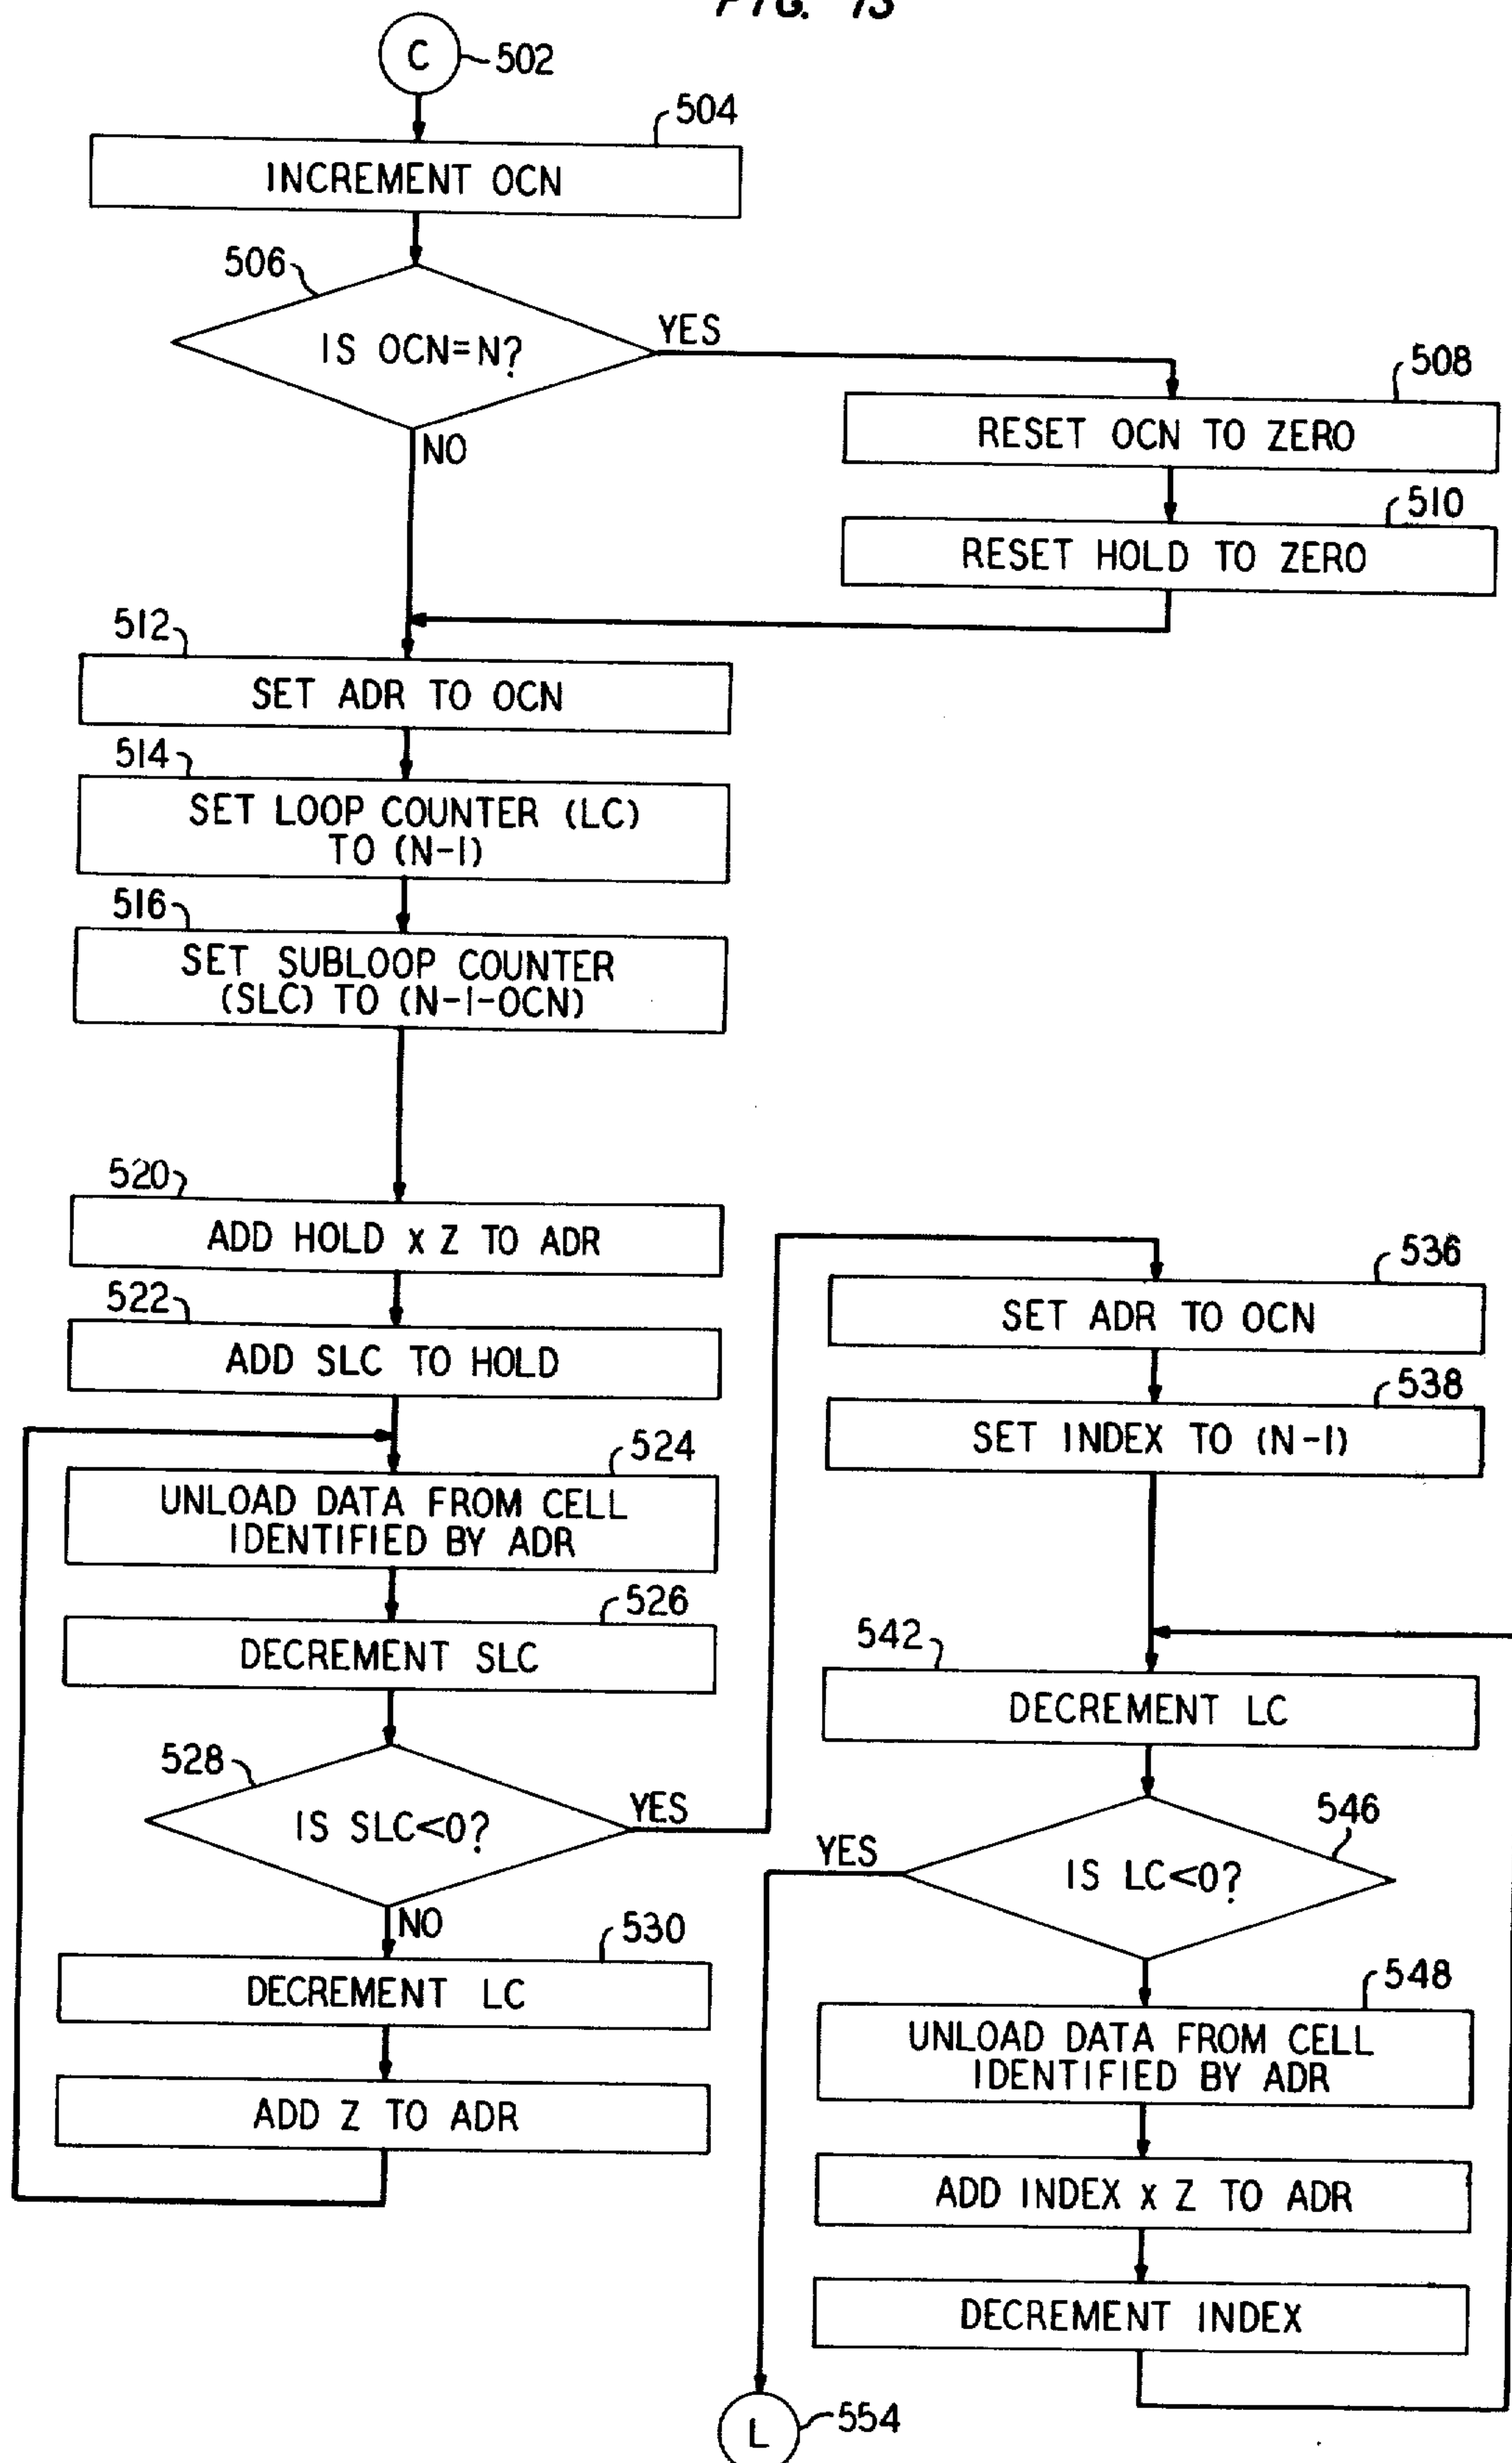 FIG. 13
C
502
504
INCREMENT OCN
506
IS OCN=N?
YES
NO
508
RESET OCN TO ZERO
510
RESET HOLD TO ZERO
512
SET ADR TO OCN
514
SET LOOP COUNTER (LC)
TO (N-1)
516
SET SUBLOOP COUNTER
(SLC) TO (N-1-OCN)
520
ADD HOLD x Z TO ADR
522
ADD SLC TO HOLD
524
UNLOAD DATA FROM CELL
IDENTIFIED BY ADR
526
DECREMENT SLC
528
IS SLC<0?
YES
NO
530
DECREMENT LC
ADD Z TO ADR
536
SET ADR TO OCN
538
SET INDEX TO (N-1)
542
DECREMENT LC
546
IS LC<0?
YES
548
UNLOAD DATA FROM CELL
IDENTIFIED BY ADR
ADD INDEX x Z TO ADR
DECREMENT INDEX
L
554